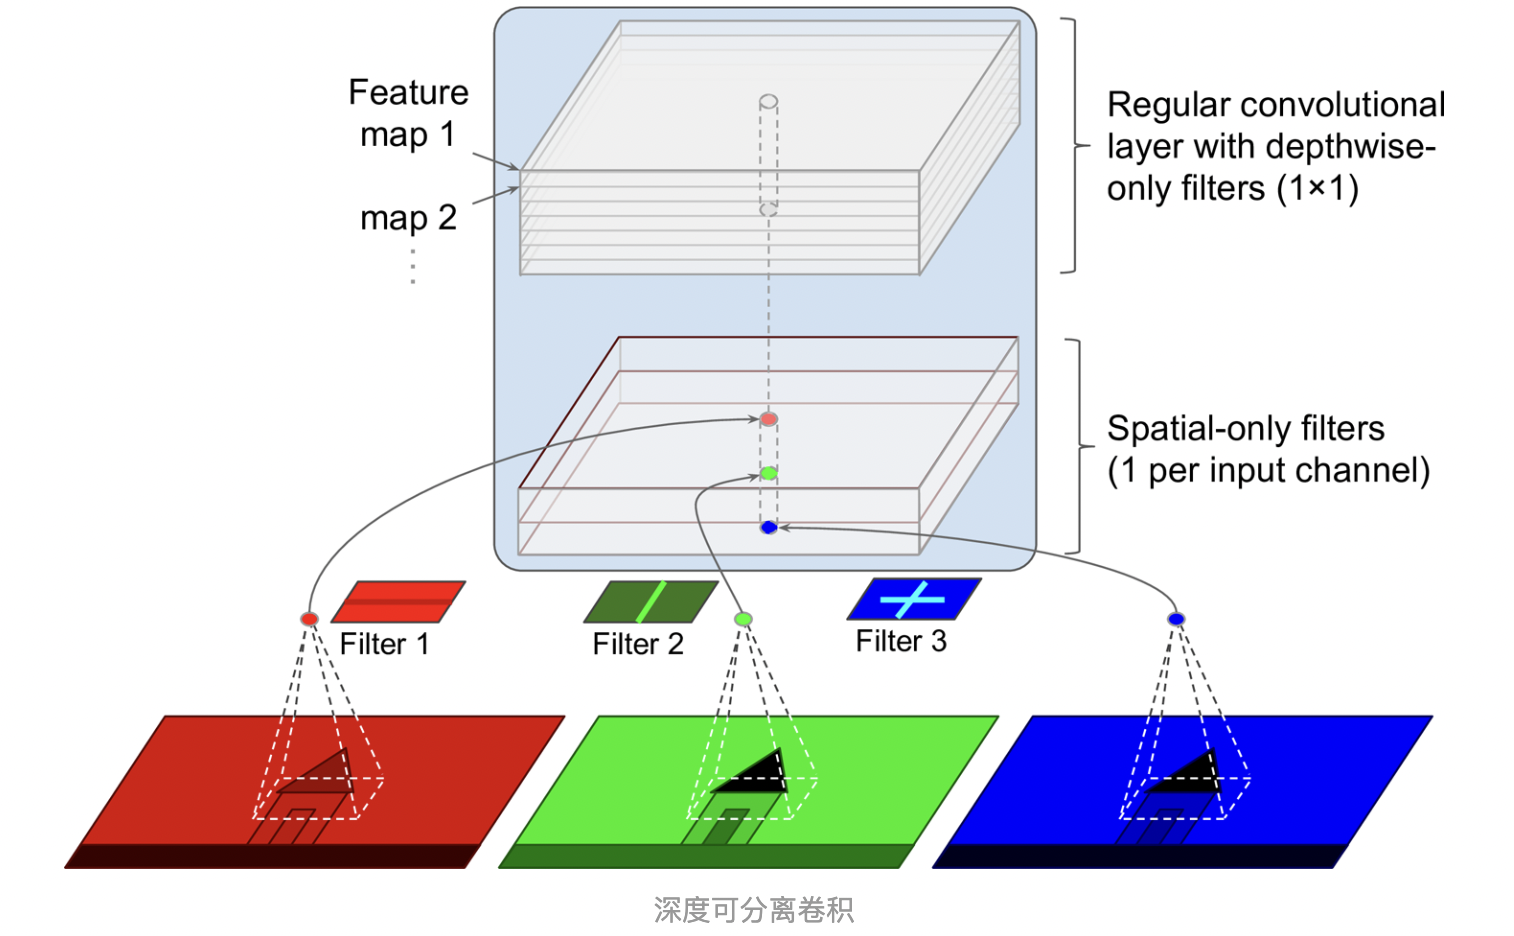 Feature
map 1
map 2
Regular convolutional
layer with depthwise-
only filters (1×1)
Spatial-only filters
(1 per input channel)
Filter 1
Filter 2
Filter 3
深度可分离卷积